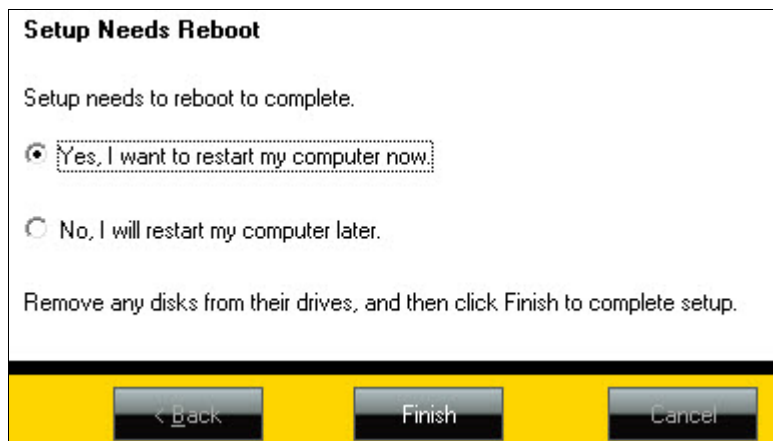 Setup Needs Reboot
Setup needs to reboot to complete.
Yes, I want to restart my computer now.
No, I will restart my computer later.
Remove any disks from their drives, and then click Finish to complete setup.
< Back Finish Cancel